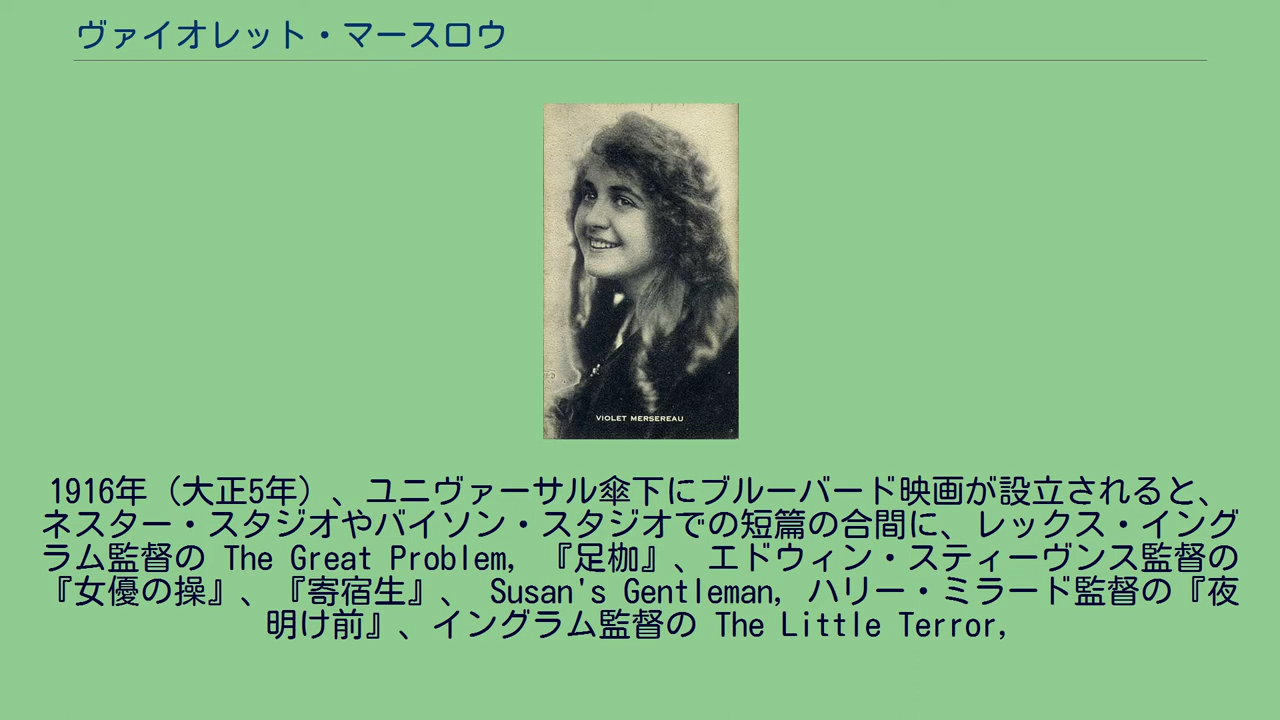 ヴァイオレット・マースロウ
VIOLET MERSEREAU
1916年（大正5年）、ユニヴァーサル傘下にブルーバード映画が設立されると、
ネスター・スタジオやバイソン・スタジオでの短篇の合間に、レックス・イング
ラム監督の The Great Problem, 『足枷』、エドウィン・スティーヴンス監督の
『女優の操』、『寄宿生』、 Susan's Gentleman, ハリー・ミラード監督の『夜
明け前』、イングラム監督の The Little Terror,